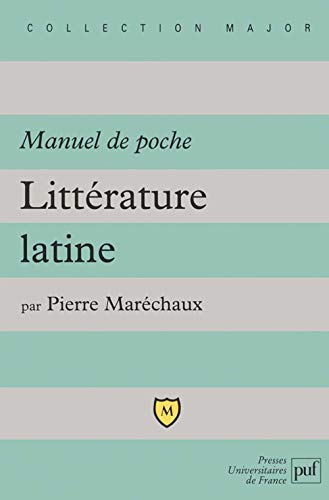 COLLECTION MAJOR
Manuel de poche
Littérature
latine
par Pierre Maréchaux
M
Presses
Universitaires
de France
puf